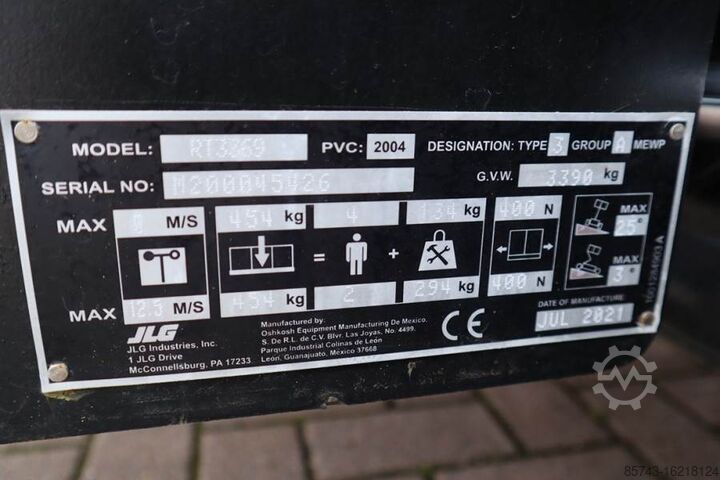 MODEL: RT3369 PVC: 2004 DESIGNATION: TYPE 3 GROUP A MEWP
SERIAL NO: M200045426 G.V.W. 3390 kg
MAX 0 M/S 454 kg 4 134 kg 400 N MAX 25°
= +
MAX 12.5 M/S 454 kg 2 294 kg 400 N MAX 3°
JLG
JLG Industries, Inc.
1 JLG Drive
McConnellsburg, PA 17233
Manufactured by:
Oshkosh Equipment Manufacturing De Mexico.
S. De R.L. de C.V. Blvr. Las Joyas, No. 4499.
Parque Industrial Colinas de León
León, Guanajuato, México 37668
CE
DATE OF MANUFACTURE
JUL 2021
85743-16218124